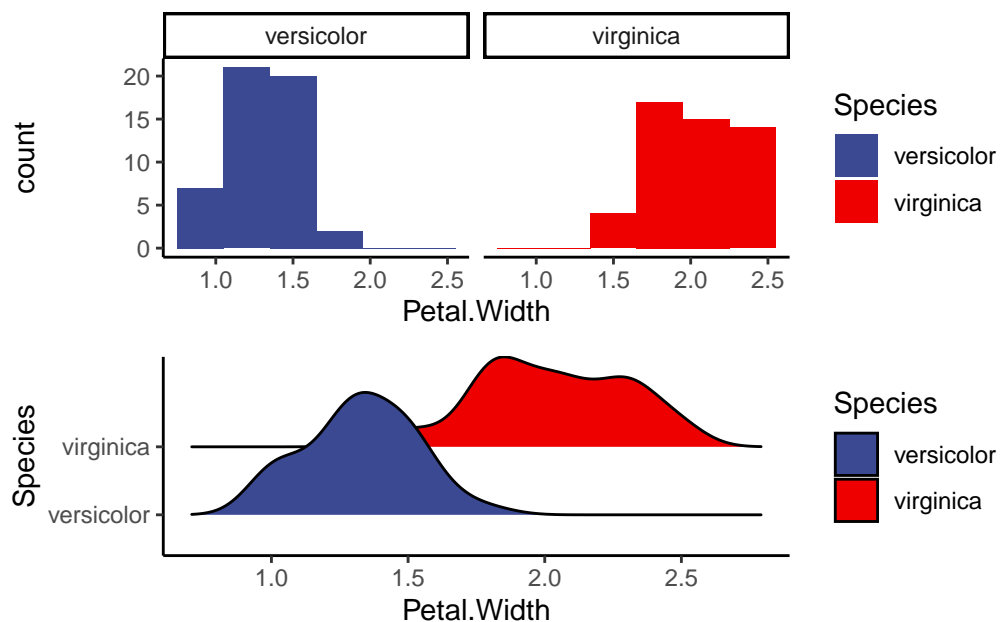 versicolor virginica
count
20
15
10
5
0
1.0 1.5 2.0 2.5 1.0 1.5 2.0 2.5
Petal.Width
Species
versicolor
virginica
Species
virginica
versicolor
1.0 1.5 2.0 2.5
Petal.Width
Species
versicolor
virginica